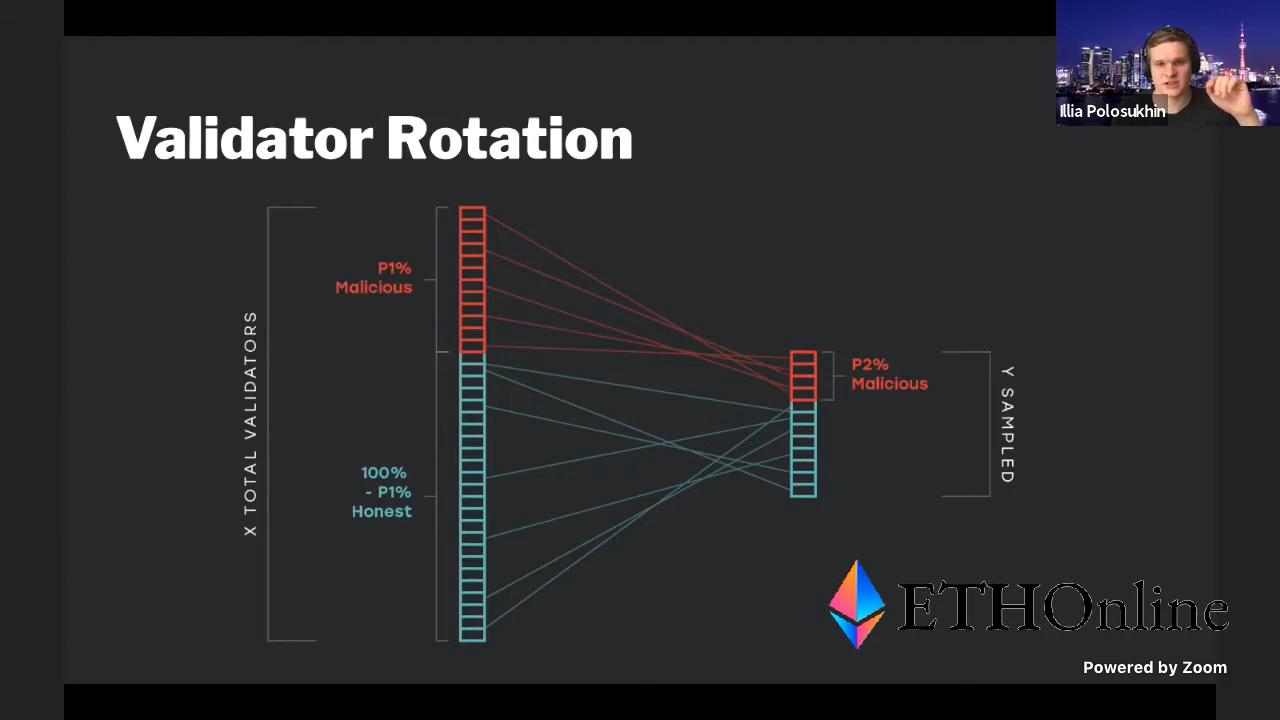 Illia Polosukhin
Validator Rotation
X TOTAL VALIDATORS
P1%
Malicious
100%
- P1%
Honest
P2%
Malicious
Y SAMPLED
ETHOnline
Powered by Zoom